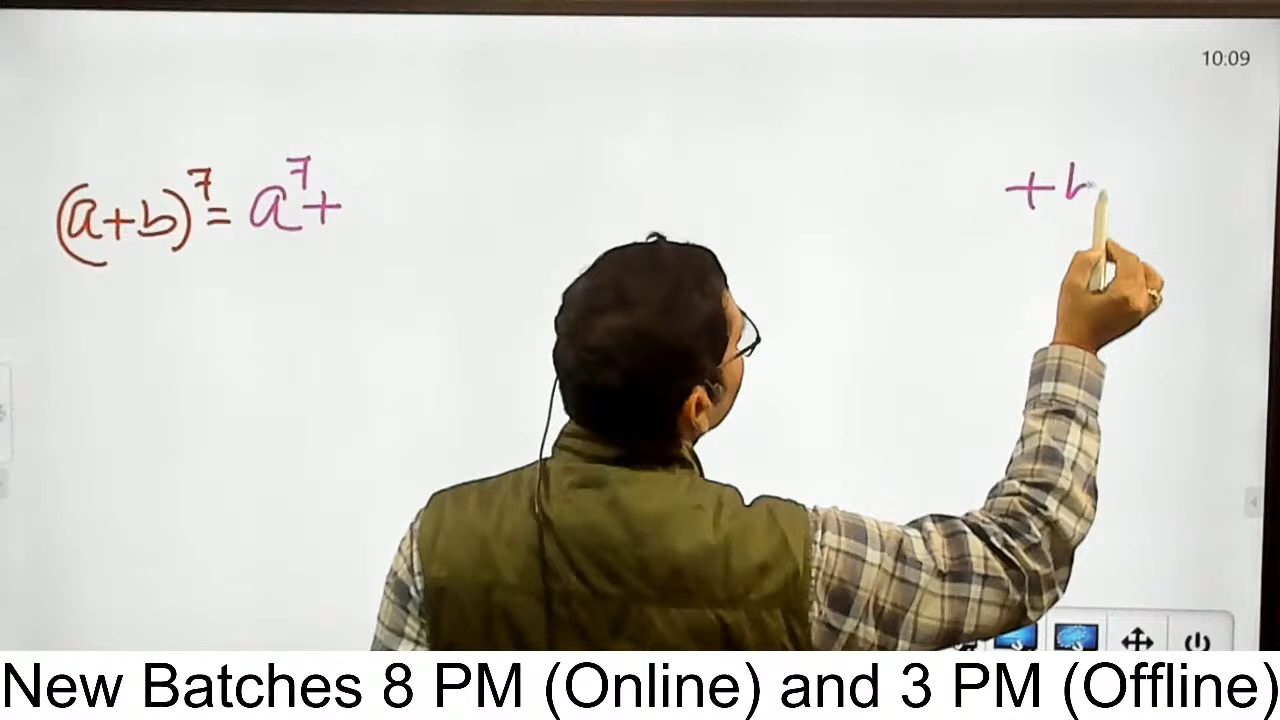 10:09
(a+b)⁷ = a⁷+ +b
New Batches 8 PM (Online) and 3 PM (Offline)